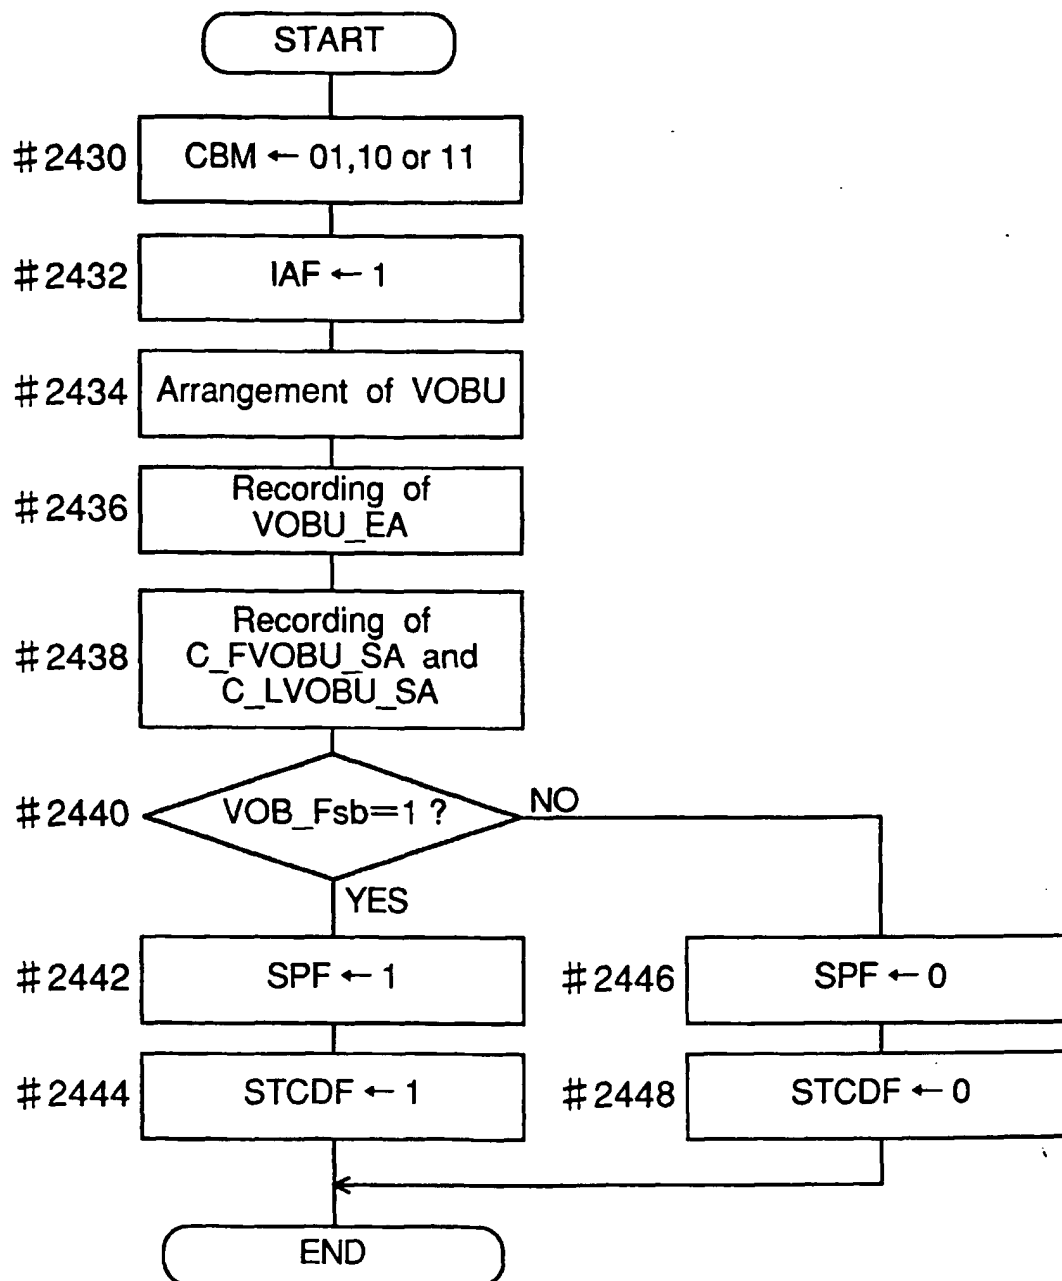 START
#2430
CBM ← 01,10 or 11
#2432
IAF ← 1
#2434
Arrangement of VOBU
#2436
Recording of
VOBU_EA
#2438
Recording of
C_FVOBU_SA and
C_LVOBU_SA
#2440
VOB_Fsb=1 ?
NO
YES
#2442
SPF ← 1
#2446
SPF ← 0
#2444
STCDF ← 1
#2448
STCDF ← 0
END